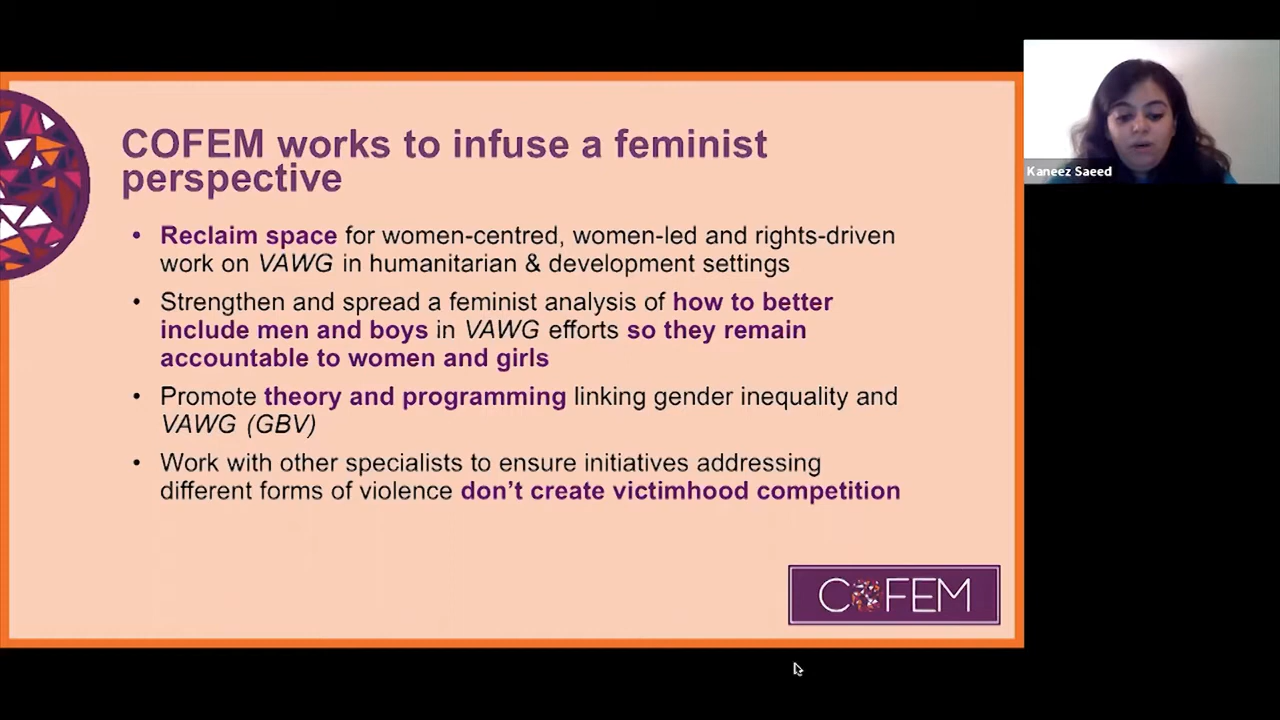 COFEM works to infuse a feminist
perspective
• Reclaim space for women-centred, women-led and rights-driven
work on VAWG in humanitarian & development settings
• Strengthen and spread a feminist analysis of how to better
include men and boys in VAWG efforts so they remain
accountable to women and girls
• Promote theory and programming linking gender inequality and
VAWG (GBV)
• Work with other specialists to ensure initiatives addressing
different forms of violence don’t create victimhood competition
COFEM
Kaneez Saeed